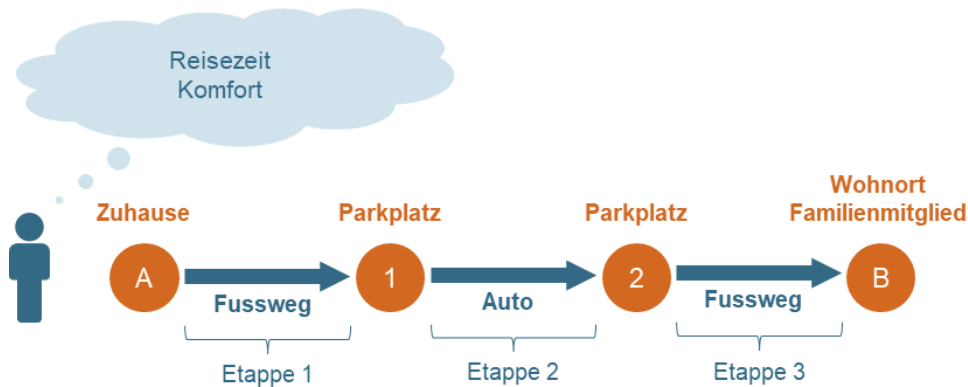 Reisezeit
Komfort
Zuhause
Parkplatz
Parkplatz
Wohnort
Familienmitglied
A
1
2
B
Fussweg
Auto
Fussweg
Etappe 1
Etappe 2
Etappe 3